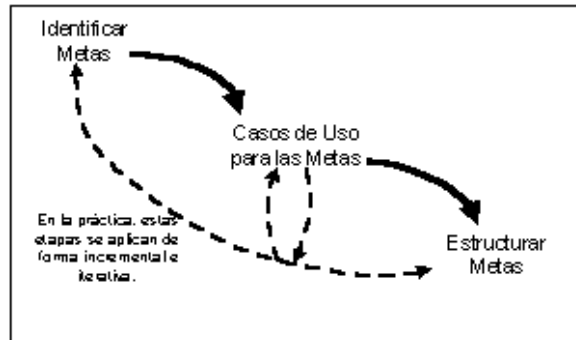 Identificar
Metas
Casos de Uso
para las Metas
En la práctica, estas
etapas se aplican de
forma incremental e
iterativa.
Estructurar
Metas